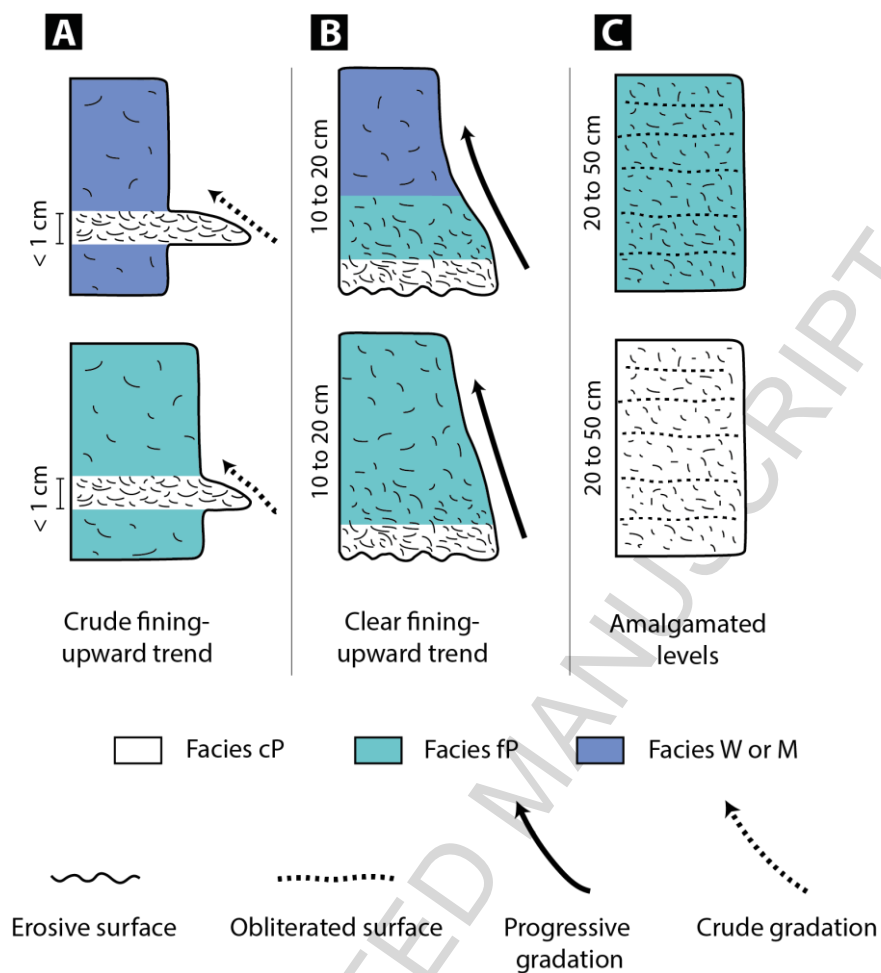 A
B
C
< 1 cm
10 to 20 cm
20 to 50 cm
< 1 cm
10 to 20 cm
20 to 50 cm
Crude fining-
upward trend
Clear fining-
upward trend
Amalgamated
levels
Facies cP
Facies fP
Facies W or M
Erosive surface
Obliterated surface
Progressive
gradation
Crude gradation
TED MANUSCRIPT